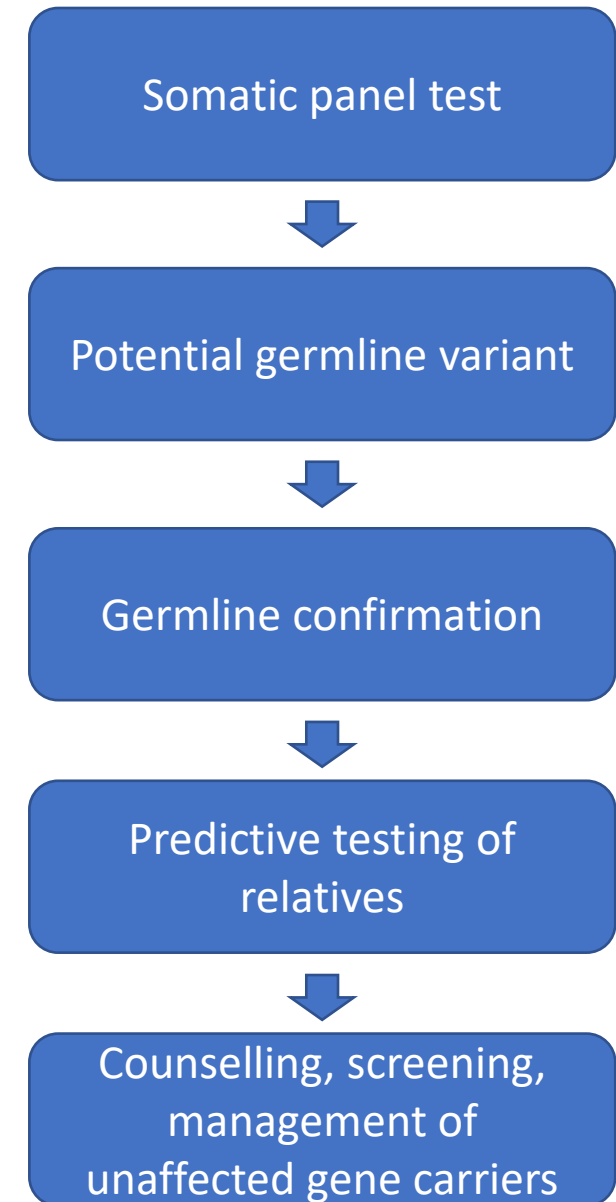 Somatic panel test
Potential germline variant
Germline confirmation
Predictive testing of
relatives
Counselling, screening,
management of
unaffected gene carriers